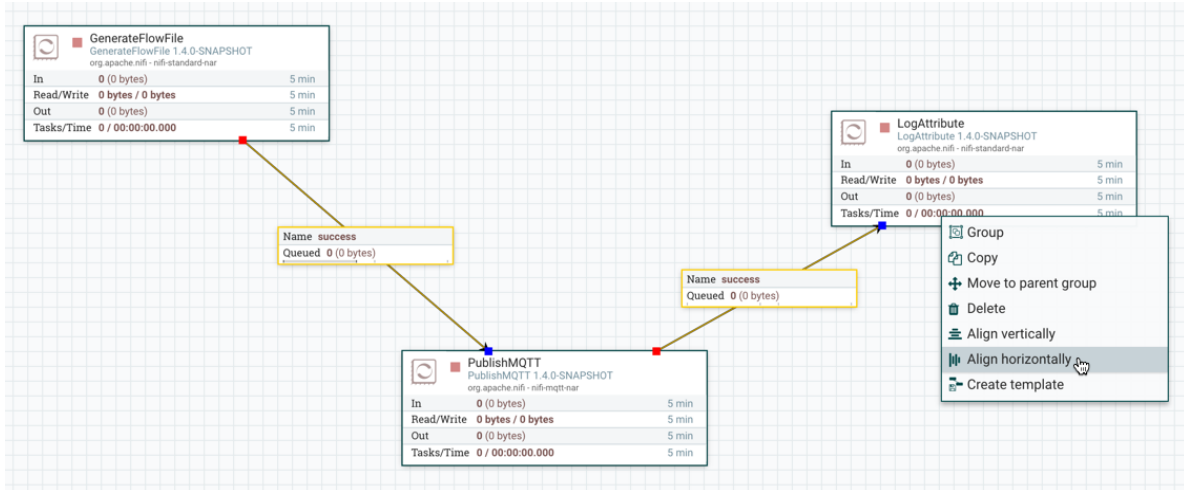 GenerateFlowFile
GenerateFlowFile 1.4.0-SNAPSHOT
org.apache.nifi - nifi-standard-nar
In 0 (0 bytes) 5 min
Read/Write 0 bytes / 0 bytes 5 min
Out 0 (0 bytes) 5 min
Tasks/Time 0 / 00:00:00.000 5 min
LogAttribute
LogAttribute 1.4.0-SNAPSHOT
org.apache.nifi - nifi-standard-nar
In 0 (0 bytes) 5 min
Read/Write 0 bytes / 0 bytes 5 min
Out 0 (0 bytes) 5 min
Tasks/Time 0 / 00:00:00.000 5 min
Name success
Queued 0 (0 bytes)
Name success
Queued 0 (0 bytes)
Group
Copy
Move to parent group
Delete
Align vertically
Align horizontally
Create template
PublishMQTT
PublishMQTT 1.4.0-SNAPSHOT
org.apache.nifi - nifi-mqtt-nar
In 0 (0 bytes) 5 min
Read/Write 0 bytes / 0 bytes 5 min
Out 0 (0 bytes) 5 min
Tasks/Time 0 / 00:00:00.000 5 min